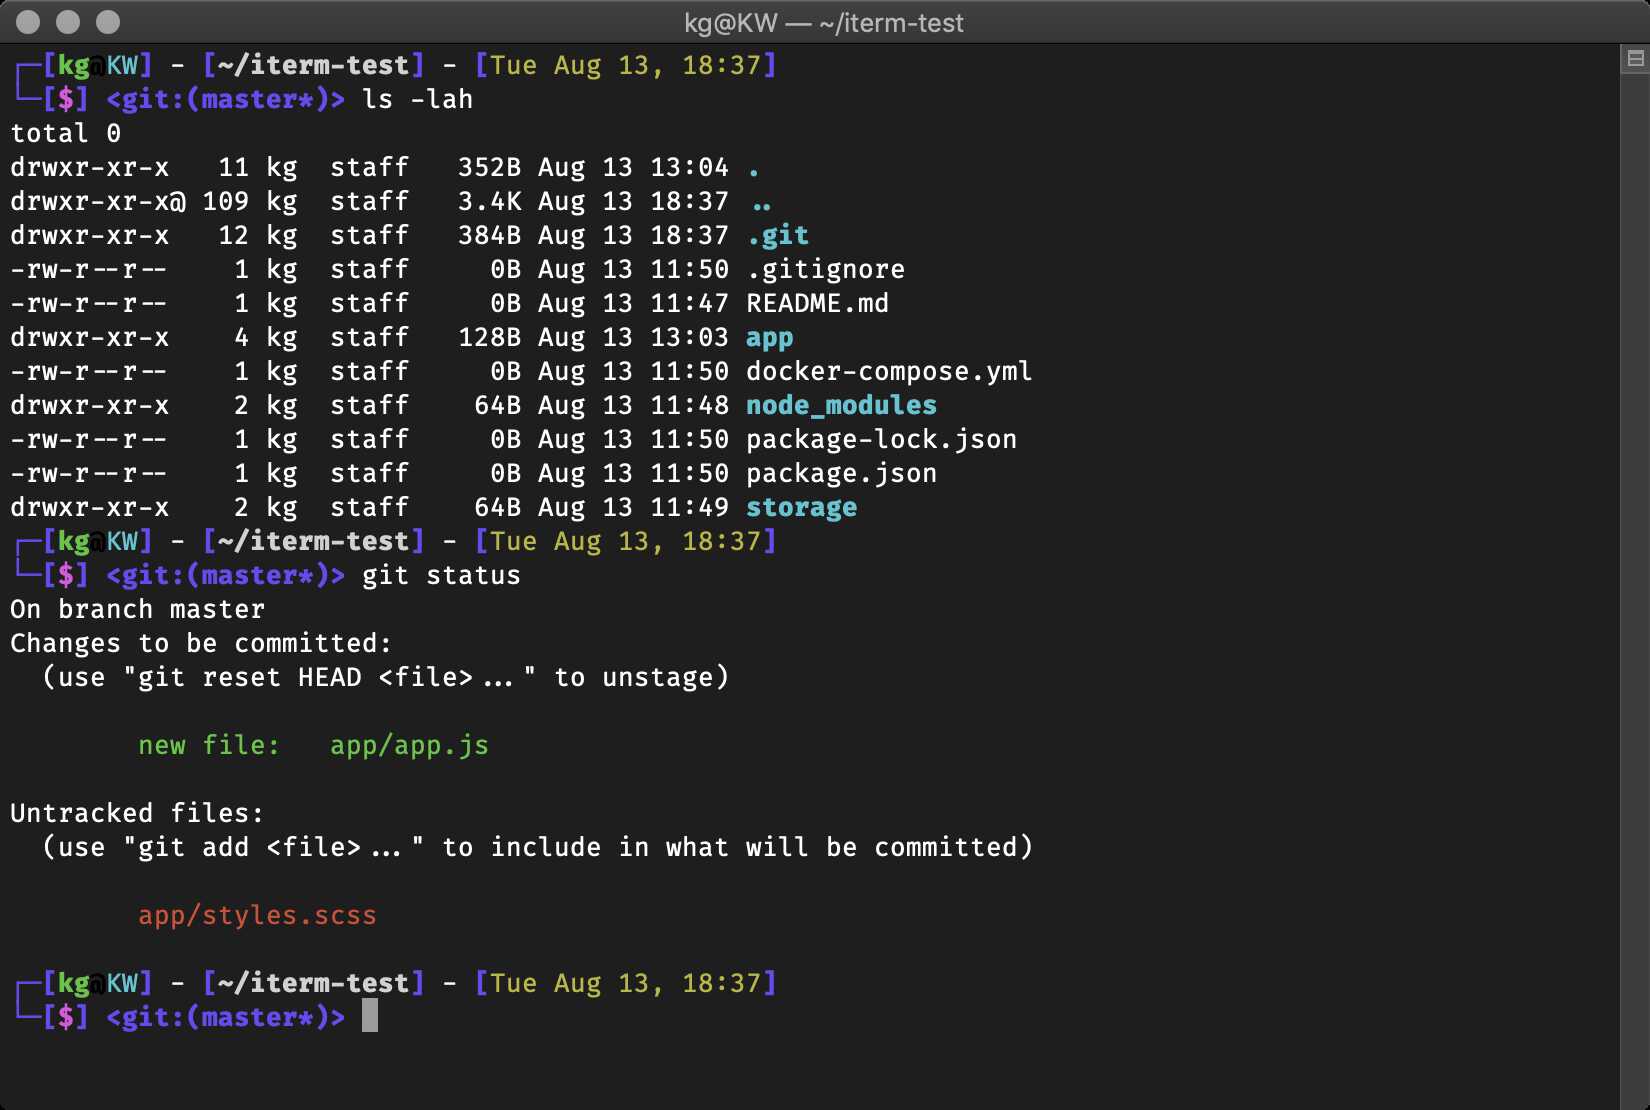 kg@KW — ~/iterm-test
┌─[kg@KW] - [~/iterm-test] - [Tue Aug 13, 18:37]
└─[$] <git:(master*)> ls -lah
total 0
drwxr-xr-x   11 kg  staff   352B Aug 13 13:04 .
drwxr-xr-x@ 109 kg  staff   3.4K Aug 13 18:37 ..
drwxr-xr-x   12 kg  staff   384B Aug 13 18:37 .git
-rw-r--r--    1 kg  staff     0B Aug 13 11:50 .gitignore
-rw-r--r--    1 kg  staff     0B Aug 13 11:47 README.md
drwxr-xr-x    4 kg  staff   128B Aug 13 13:03 app
-rw-r--r--    1 kg  staff     0B Aug 13 11:50 docker-compose.yml
drwxr-xr-x    2 kg  staff    64B Aug 13 11:48 node_modules
-rw-r--r--    1 kg  staff     0B Aug 13 11:50 package-lock.json
-rw-r--r--    1 kg  staff     0B Aug 13 11:50 package.json
drwxr-xr-x    2 kg  staff    64B Aug 13 11:49 storage
┌─[kg@KW] - [~/iterm-test] - [Tue Aug 13, 18:37]
└─[$] <git:(master*)> git status
On branch master
Changes to be committed:
  (use "git reset HEAD <file>..." to unstage)
        new file:   app/app.js
Untracked files:
  (use "git add <file>..." to include in what will be committed)
        app/styles.scss
┌─[kg@KW] - [~/iterm-test] - [Tue Aug 13, 18:37]
└─[$] <git:(master*)>